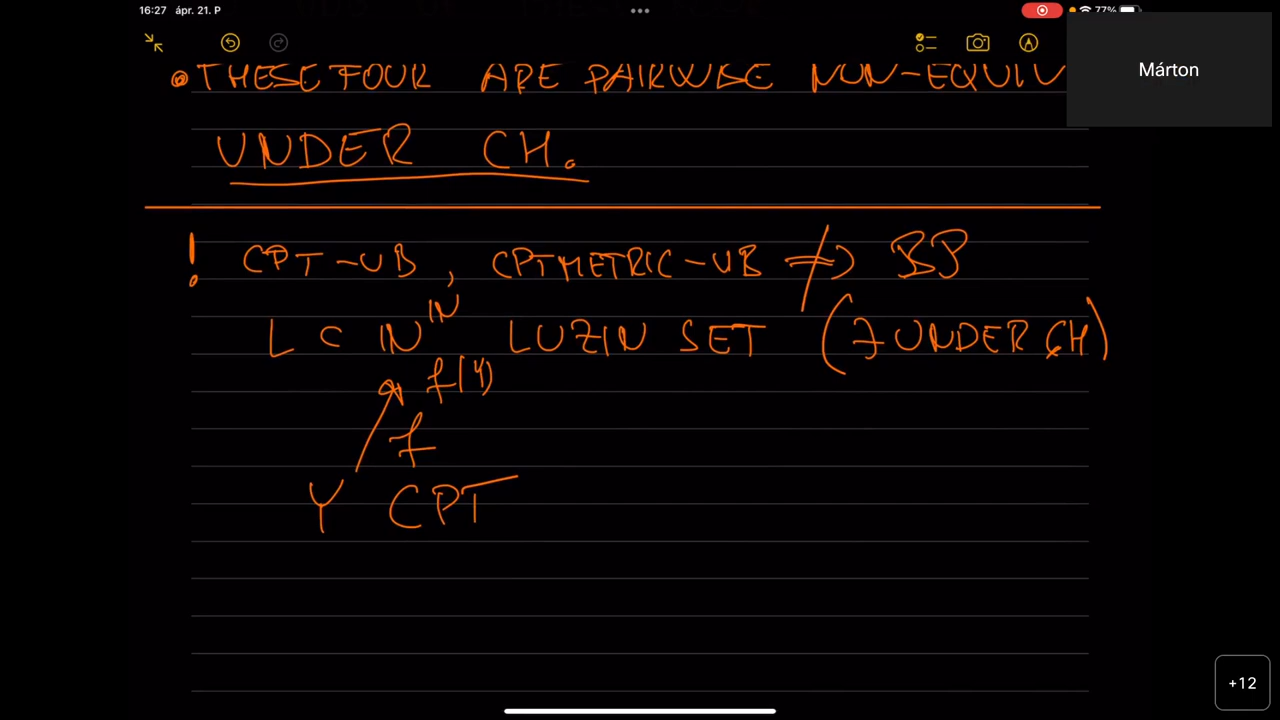 16:27 ápr. 21. P
77%
Márton
THESE FOUR ARE PAIRWISE NON-EQUIV
UNDER CH.
! CPT-UB, CPTMETRIC-UB ⇏ BP
L ⊂ ℕ^ℕ LUZIN SET (∃ UNDER CH)
f(Y)
f
Y CPT
+12